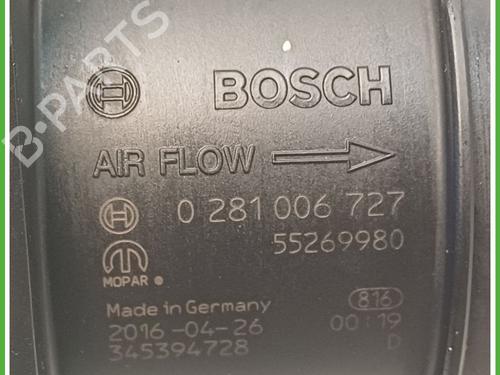 B-PARTS
BOSCH
AIR FLOW
0 281 006 727
55269980
MOPAR ®
Made in Germany
816
2016-04-26
00:19
345394728
D